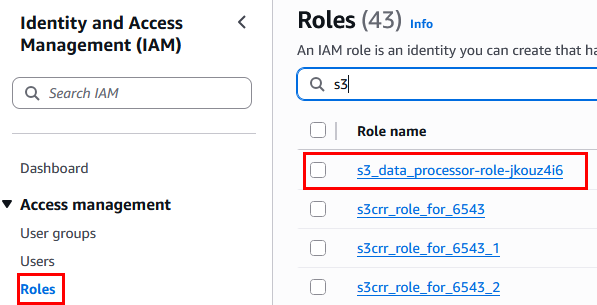 Identity and Access
Management (IAM)
Search IAM
Dashboard
Access management
User groups
Users
Roles
Roles (43) Info
An IAM role is an identity you can create that ha
s3
Role name
s3_data_processor-role-jkouz4i6
s3crr_role_for_6543
s3crr_role_for_6543_1
s3crr_role_for_6543_2